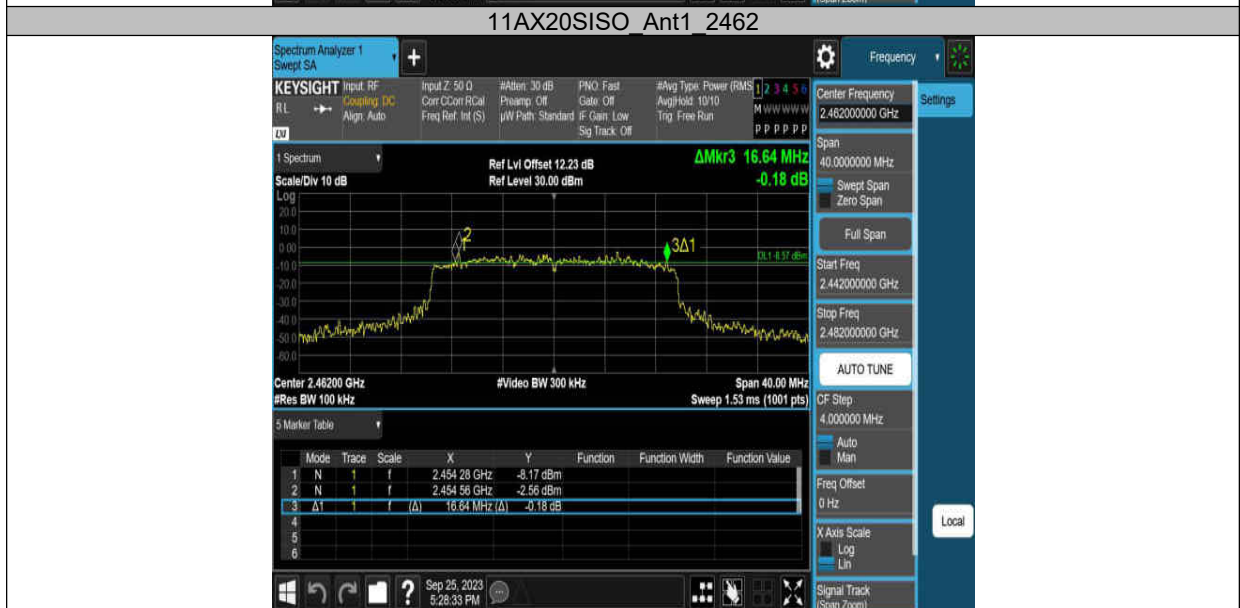 11AX20SISO_Ant1_2462
Spectrum Analyzer 1
Swept SA
+
Frequency
KEYSIGHT
RL
Input: RF
Coupling: DC
Align: Auto
Input Z: 50 Ω
Corr CCorr RCal
Freq Ref: Int (S)
#Atten: 30 dB
Preamp: Off
µW Path: Standard
PNO: Fast
Gate: Off
IF Gain: Low
Sig Track: Off
#Avg Type: Power (RMS
Avg|Hold: 10/10
Trig: Free Run
1 2 3 4 5 6
M W W W W W
P P P P P P
Center Frequency
2.462000000 GHz
Settings
Span
40.0000000 MHz
Swept Span
Zero Span
Full Span
Start Freq
2.442000000 GHz
Stop Freq
2.482000000 GHz
AUTO TUNE
CF Step
4.000000 MHz
Auto
Man
Freq Offset
0 Hz
X Axis Scale
Log
Lin
Signal Track
(Span Zoom)
Local
1 Spectrum
Scale/Div 10 dB
Ref Lvl Offset 12.23 dB
Ref Level 30.00 dBm
ΔMkr3 16.64 MHz
-0.18 dB
Log
20.0
10.0
0.00
-10.0
-20.0
-30.0
-40.0
-50.0
-60.0
2
1
3Δ1
DL1 -8.57 dBm
Center 2.46200 GHz
#Res BW 100 kHz
#Video BW 300 kHz
Span 40.00 MHz
Sweep 1.53 ms (1001 pts)
5 Marker Table
Mode Trace Scale X Y Function Function Width Function Value
1 N 1 f 2.454 28 GHz -8.17 dBm
2 N 1 f 2.454 56 GHz -2.56 dBm
3 Δ1 1 f (Δ) 16.64 MHz (Δ) -0.18 dB
4
5
6
?
Sep 25, 2023
5:28:33 PM